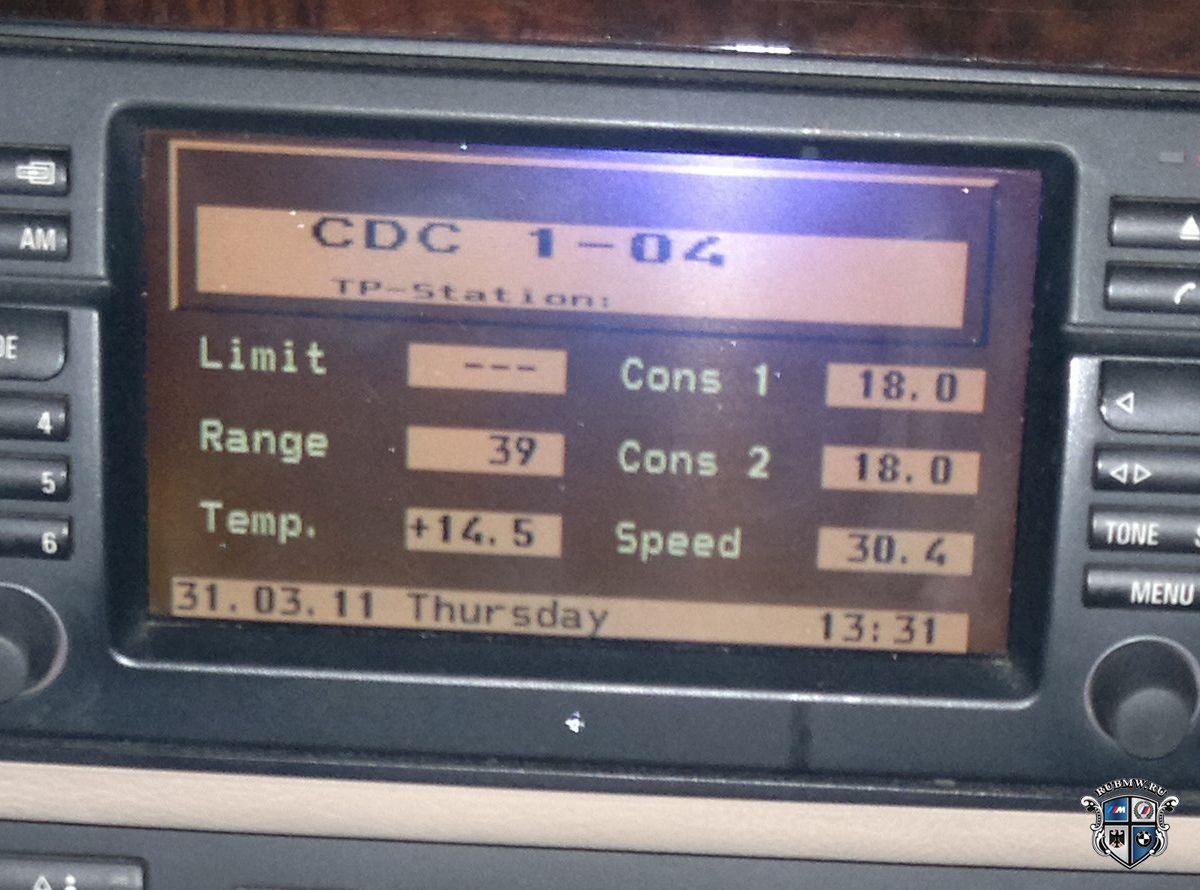 CDC 1-04
TP-Station:
Limit --- Cons 1 18.0
Range 39 Cons 2 18.0
Temp. +14.5 Speed 30.4
31.03.11 Thursday 13:31
AM
DE
4
5
6
TONE S
MENU
RUBMW.RU